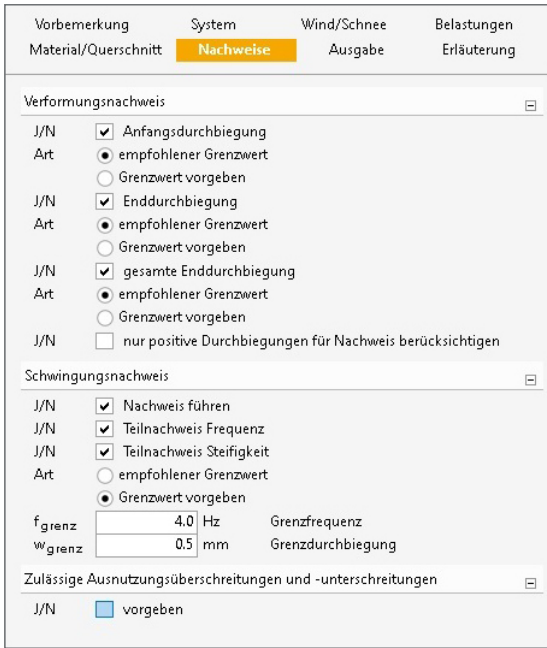 Vorbemerkung System Wind/Schnee Belastungen
Material/Querschnitt Nachweise Ausgabe Erläuterung
Verformungsnachweis
J/N Anfangsdurchbiegung
Art empfohlener Grenzwert
Grenzwert vorgeben
J/N Enddurchbiegung
Art empfohlener Grenzwert
Grenzwert vorgeben
J/N gesamte Enddurchbiegung
Art empfohlener Grenzwert
Grenzwert vorgeben
J/N nur positive Durchbiegungen für Nachweis berücksichtigen
Schwingungsnachweis
J/N Nachweis führen
J/N Teilnachweis Frequenz
J/N Teilnachweis Steifigkeit
Art empfohlener Grenzwert
Grenzwert vorgeben
f grenz 4.0 Hz Grenzfrequenz
w grenz 0.5 mm Grenzdurchbiegung
Zulässige Ausnutzungsüberschreitungen und -unterschreitungen
J/N vorgeben